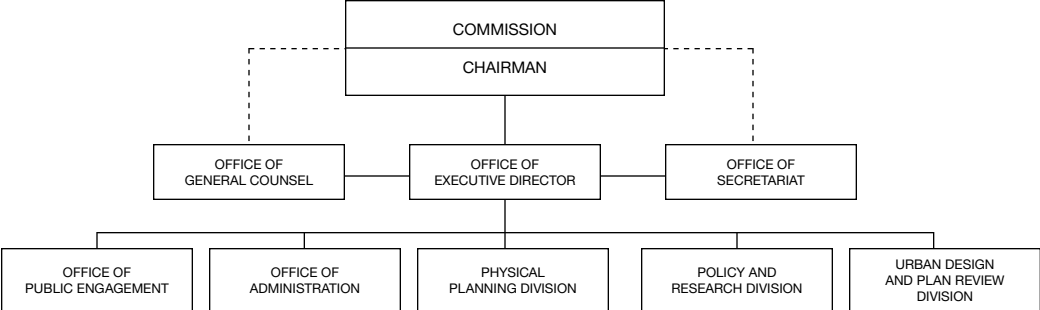 COMMISSION
CHAIRMAN
OFFICE OF
GENERAL COUNSEL
OFFICE OF
EXECUTIVE DIRECTOR
OFFICE OF
SECRETARIAT
OFFICE OF
PUBLIC ENGAGEMENT
OFFICE OF
ADMINISTRATION
PHYSICAL
PLANNING DIVISION
POLICY AND
RESEARCH DIVISION
URBAN DESIGN
AND PLAN REVIEW
DIVISION